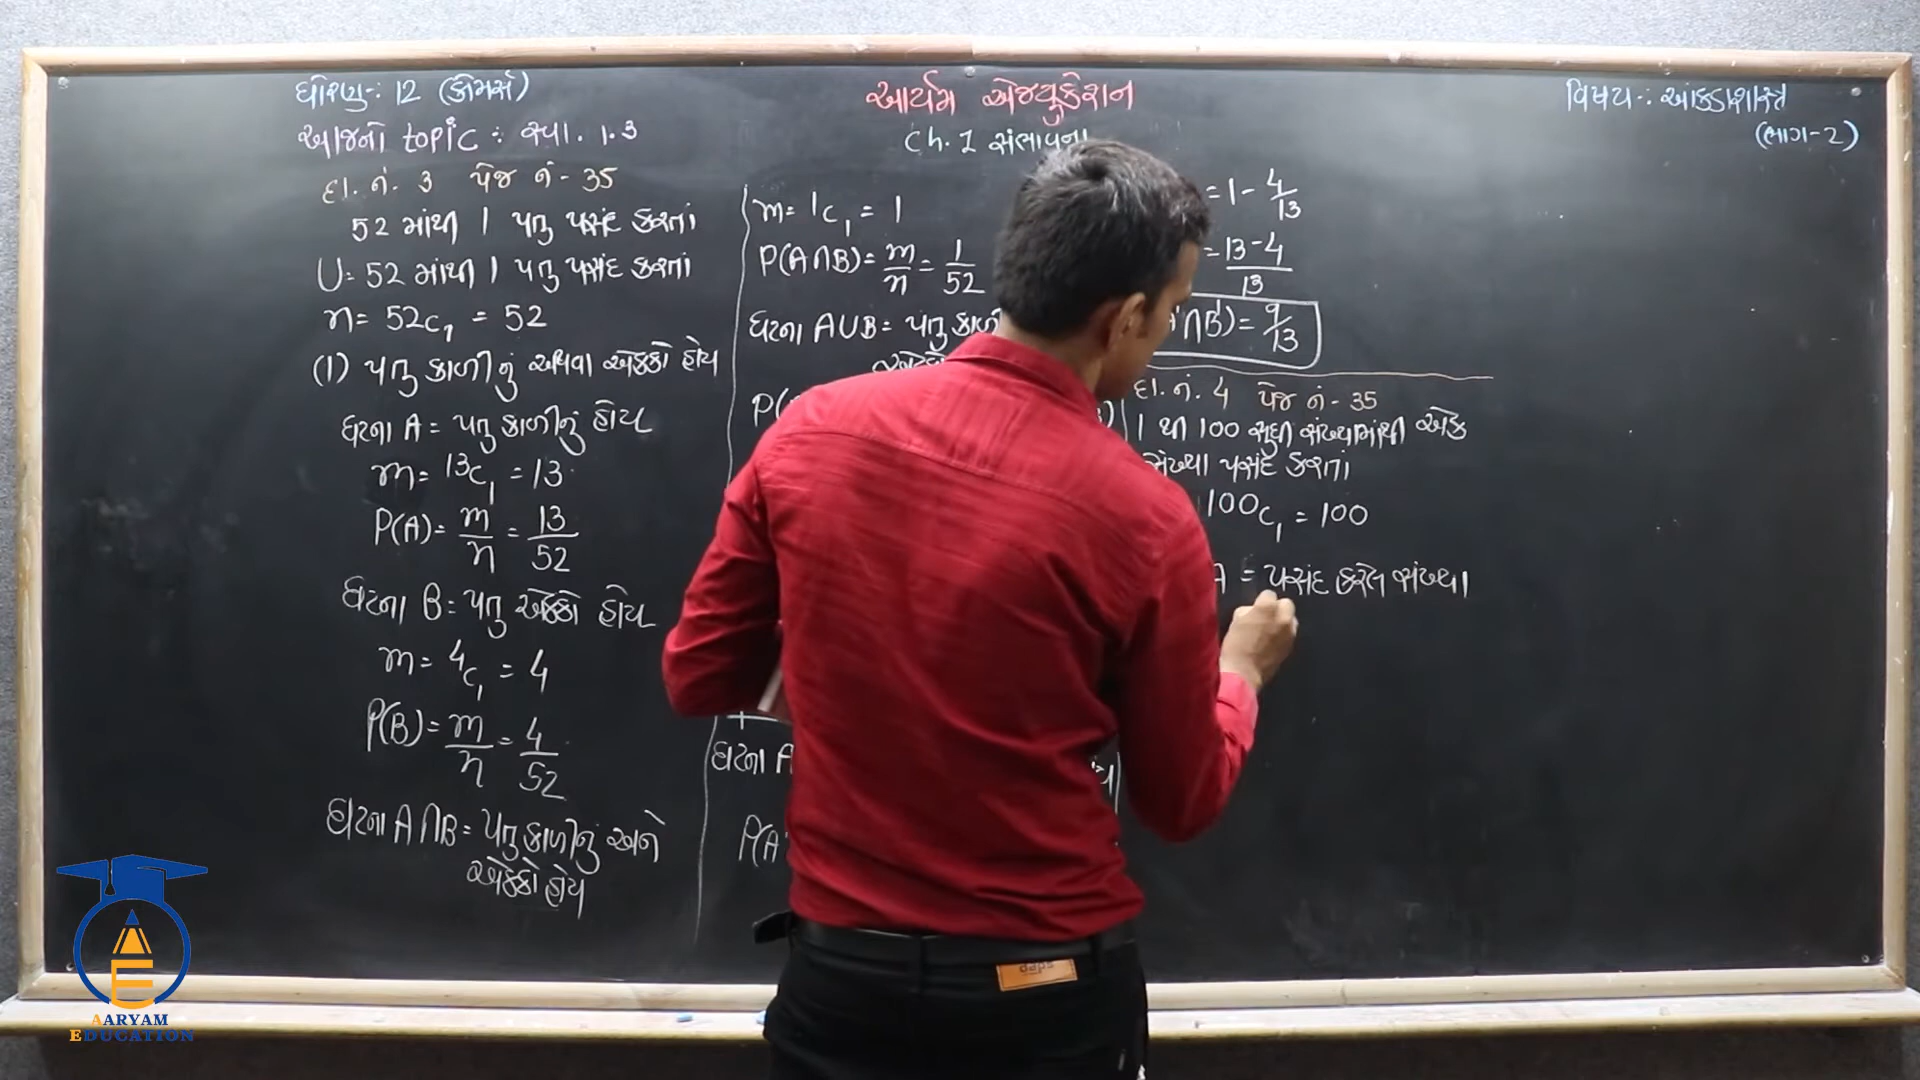 ધોરણ-: 12 (કોમર્સ)
આર્યમ એજ્યુકેશન
વિષય-: આંકડાશાસ્ત્ર
(ભાગ-2)
આજનો topic : સ્વા. 1.3
Ch. 1 સંભાવના
દા. નં. 3 પેજ નં - 35
52 માંથી 1 પત્તુ પસંદ કરતાં
U = 52 માંથી 1 પત્તુ પસંદ કરતાં
n = 52c₁ = 52
(1) પત્તુ કાળીનું અથવા એક્કો હોય
ઘટના A = પત્તુ કાળીનું હોય
m = 13c₁ = 13
P(A) = m/n = 13/52
ઘટના B = પત્તુ એક્કો હોય
m = 4c₁ = 4
P(B) = m/n = 4/52
ઘટના A∩B = પત્તુ કાળીનું અને
એક્કો હોય
m = 1c₁ = 1
P(A∩B) = m/n = 1/52
ઘટના A∪B = પત્તુ કાળી
P(
ઘટના A
P(A'
= 1 - 4/13
= 13-4/13
∩B') = 9/13
દા. નં. 4 પેજ નં - 35
1 થી 100 સુધી સંખ્યામાંથી એક
સંખ્યા પસંદ કરતાં
100c₁ = 100
A = પસંદ કરેલ સંખ્યા
daps
AARYAM
EDUCATION